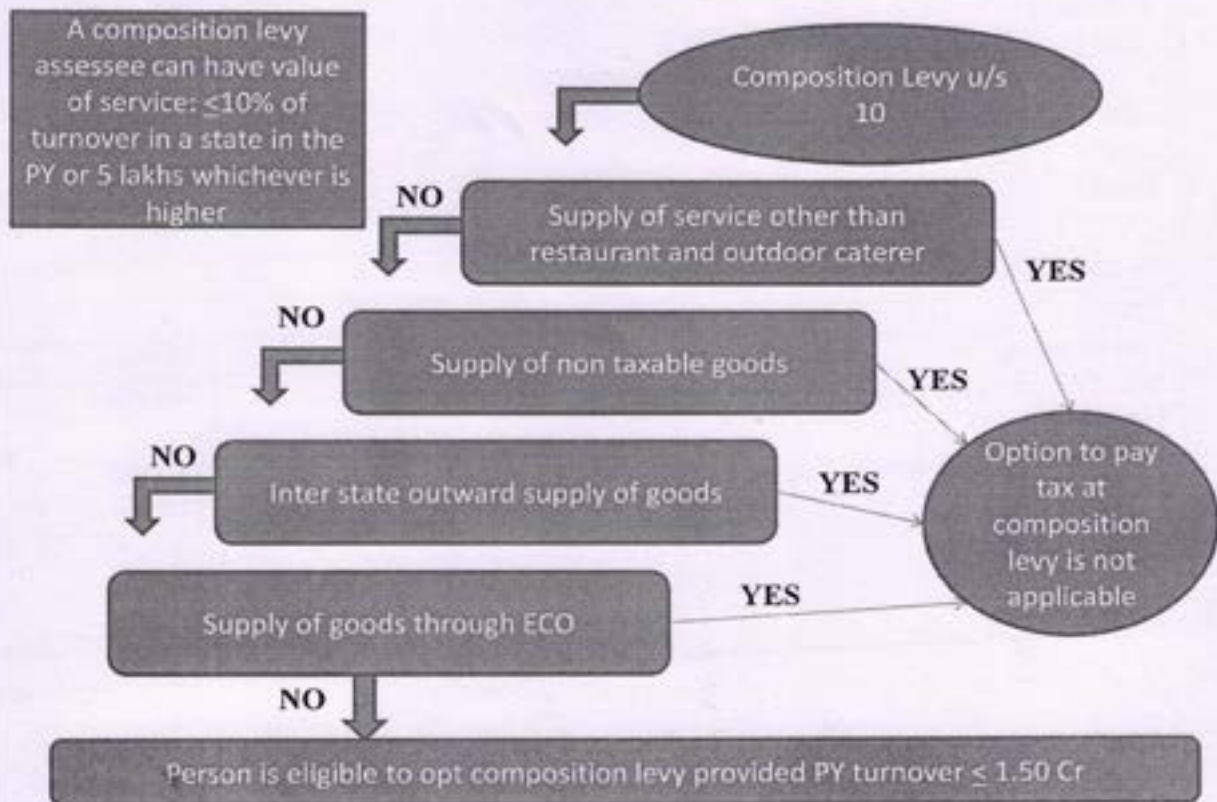 A composition levy
assessee can have value
of service: ≤10% of
turnover in a state in the
PY or 5 lakhs whichever is
higher
Composition Levy u/s
10
NO
Supply of service other than
restaurant and outdoor caterer
YES
NO
Supply of non taxable goods
YES
NO
Inter state outward supply of goods
YES
Option to pay
tax at
composition
levy is not
applicable
Supply of goods through ECO
YES
NO
Person is eligible to opt composition levy provided PY turnover ≤ 1.50 Cr